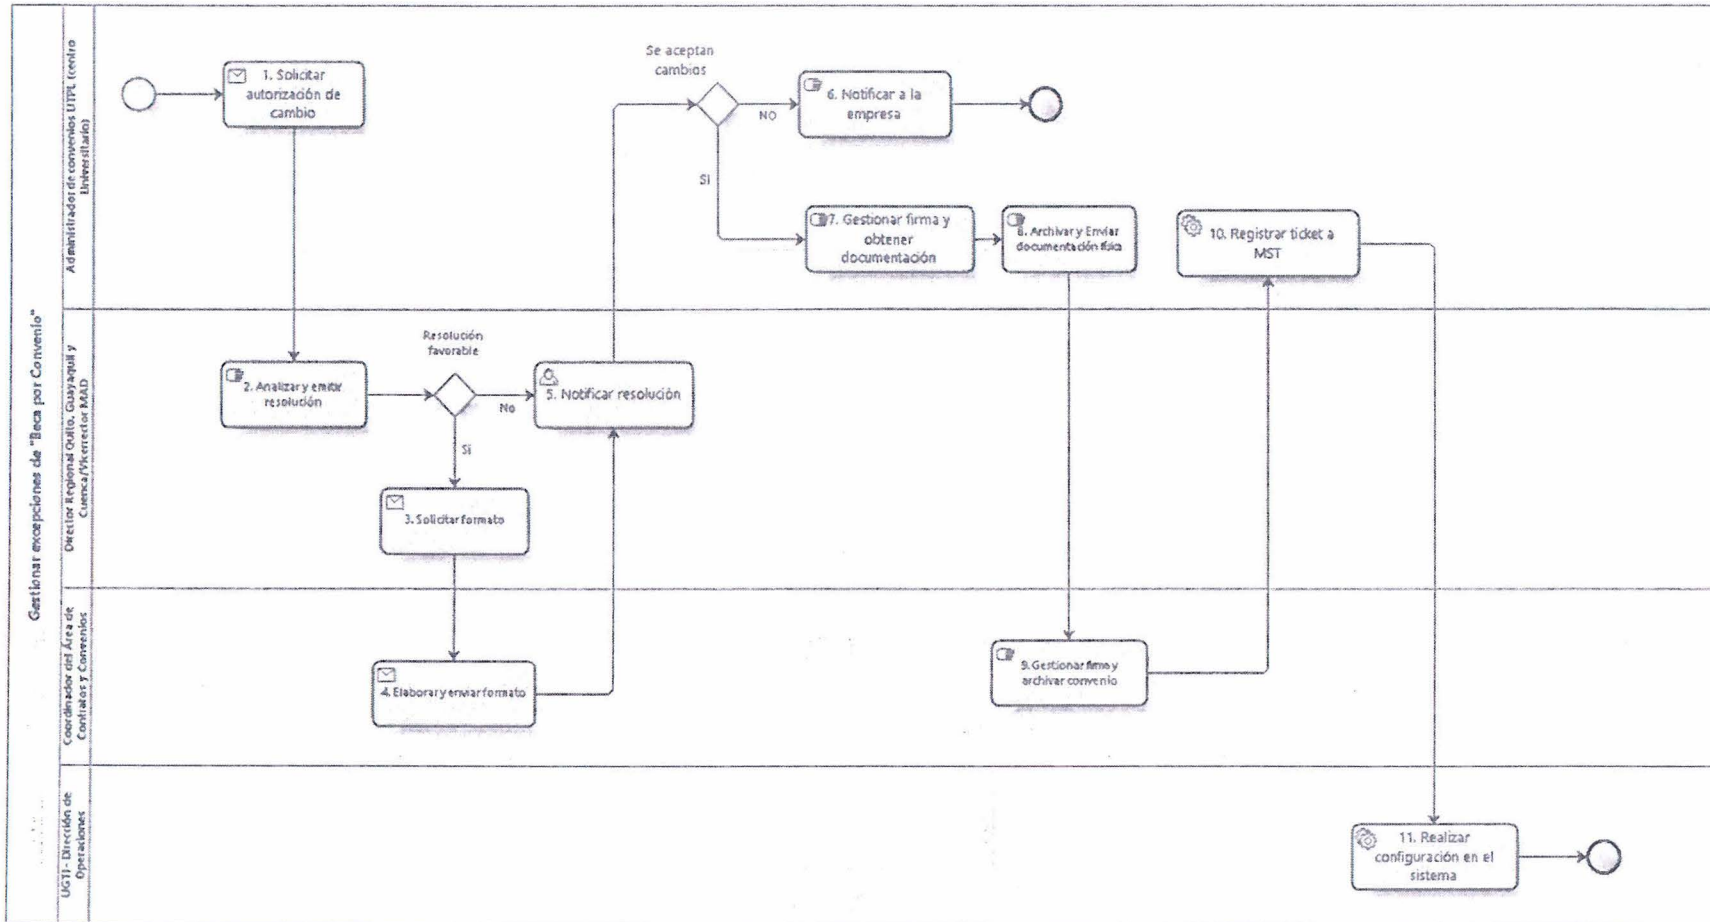 Gestionar excepciones de "Beca por Convenio"
Administrador de convenios UTPL (centro
Universitario)
1. Solicitar
autorización de
cambio
Se aceptan
cambios
NO
6. Notificar a la
empresa
Si
7. Gestionar firma y
obtener
documentación
8. Archivar y Enviar
documentación física
10. Registrar ticket a
MST
Director Regional Quito, Guayaquil y
Cuenca/Vicerrector MAD
2. Analizar y emitir
resolución
Resolución
favorable
No
Si
5. Notificar resolución
3. Solicitar formato
Coordinador del Área de
Contratos y Convenios
4. Elaborar y enviar formato
9. Gestionar firma y
archivar convenio
UGTI - Dirección de
Operaciones
11. Realizar
configuración en el
sistema